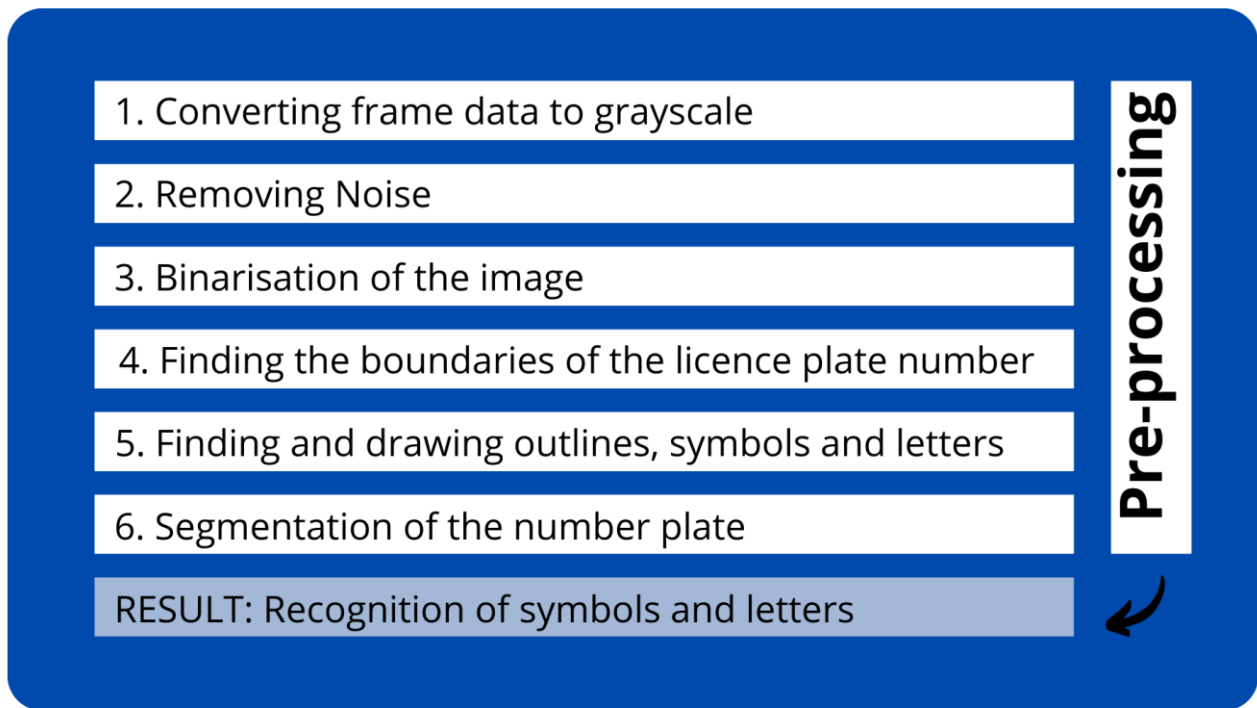 1. Converting frame data to grayscale
2. Removing Noise
3. Binarisation of the image
4. Finding the boundaries of the licence plate number
5. Finding and drawing outlines, symbols and letters
6. Segmentation of the number plate
RESULT: Recognition of symbols and letters
Pre-processing